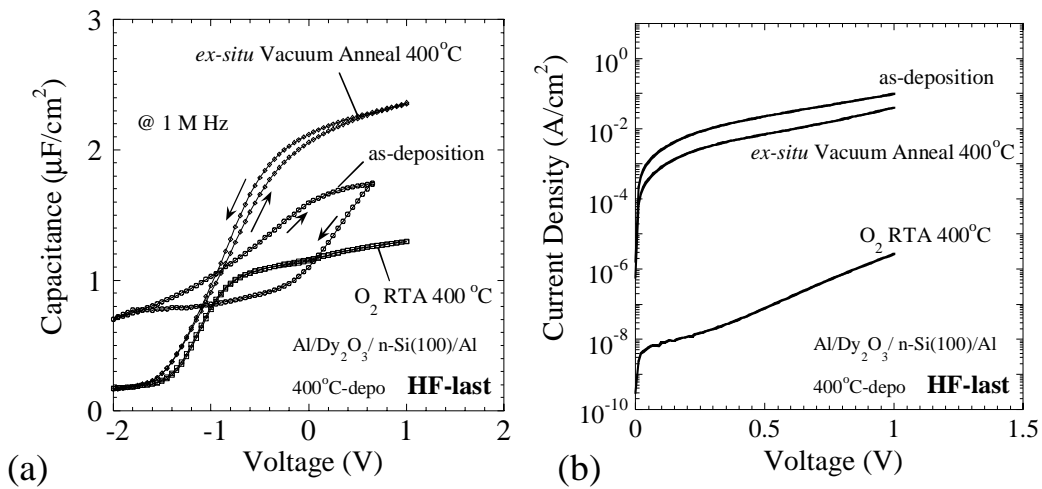 3
2
1
0
-2
-1
0
1
2
Capacitance (µF/cm²)
Voltage (V)
ex-situ Vacuum Anneal 400°C
@ 1 M Hz
as-deposition
O₂ RTA 400 °C
Al/Dy₂O₃/ n-Si(100)/Al
400°C-depo HF-last
(a)
10⁰
10⁻²
10⁻⁴
10⁻⁶
10⁻⁸
10⁻¹⁰
0
0.5
1
1.5
Current Density (A/cm²)
Voltage (V)
as-deposition
ex-situ Vacuum Anneal 400°C
O₂ RTA 400°C
Al/Dy₂O₃/ n-Si(100)/Al
400°C-depo HF-last
(b)